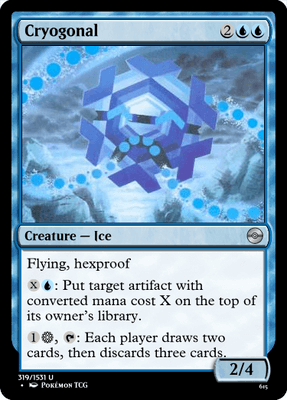 Cryogonal 2
Creature — Ice
Flying, hexproof
X: Put target artifact with
converted mana cost X on the top of
its owner's library.
1, : Each player draws two
cards, then discards three cards.
2/4
319/1531 U
• Pokémon TCG